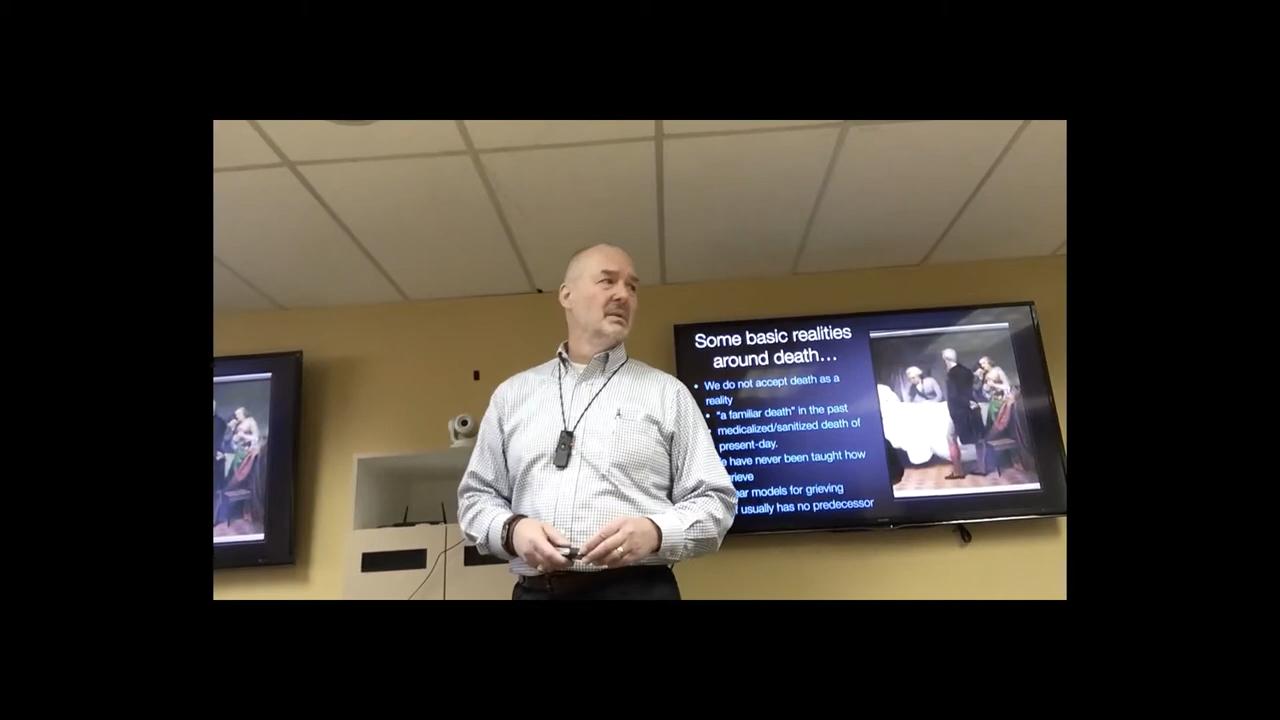 Some basic realities
around death…
• We do not accept death as a
reality
• "a familiar death" in the past
• medicalized/sanitized death of
present-day.
have never been taught how
models for grieving
usually has no predecessor